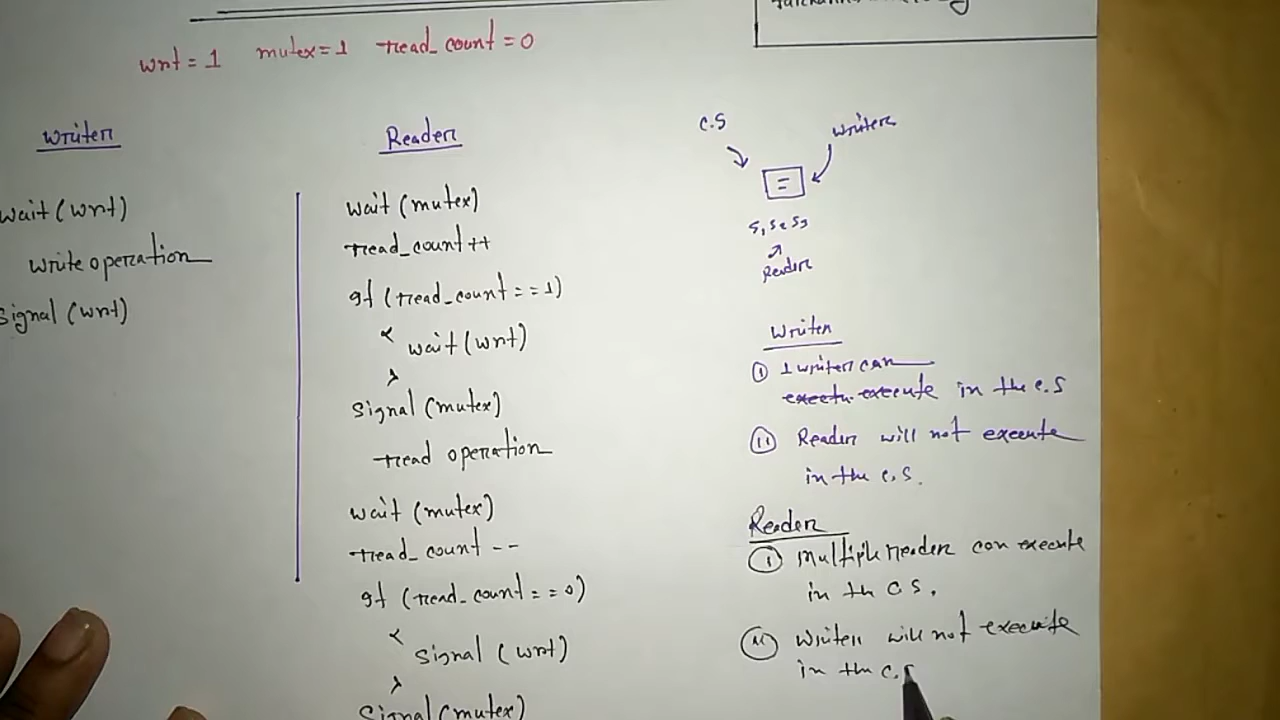 wrt = 1 mutex = 1 read_count = 0
Writer
wait (wrt)
write operation
signal (wrt)
Reader
wait (mutex)
read_count ++
If (read_count == 1)
{
wait (wrt)
}
signal (mutex)
read operation
wait (mutex)
read_count --
If (read_count == 0)
{
signal (wrt)
}
signal (mutex)
C.S
Writer
=
S1 S2 S3
Reader
Writer
(i) 1 writer can
execute in the C.S
(ii) Reader will not execute
in the C.S.
Reader
(i) Multiple reader can execute
in the C S.
(ii) Writer will not execute
in the C.S